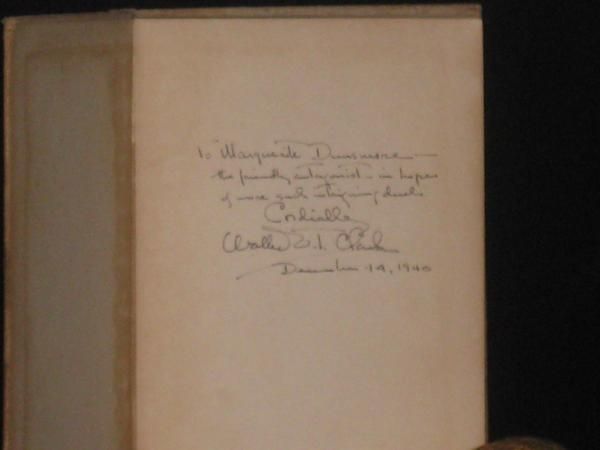 To Marguerite Dunsmore —
the friendly antagonist - in hopes
of more such intriguing duels
Cordially
Walter V. T. Clark
December 14, 1940